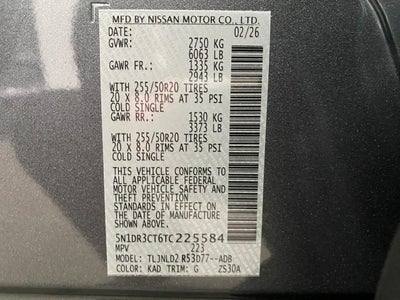 MFD BY NISSAN MOTOR CO., LTD.
DATE: 02/26
GVWR: 2750 KG
6063 LB
GAWR FR.: 1335 KG
2943 LB
WITH 255/50R20 TIRES
20 X 8.0 RIMS AT 35 PSI
COLD SINGLE
GAWR RR.: 1530 KG
3373 LB
WITH 255/50R20 TIRES
20 X 8.0 RIMS AT 35 PSI
COLD SINGLE
THIS VEHICLE CONFORMS TO
ALL APPLICABLE FEDERAL
MOTOR VEHICLE SAFETY
AND THEFT PREVENTION
STANDARDS IN EFFECT ON
THE DATE OF MANUFACTURE
SHOWN ABOVE.
5N1DR3CT6TC225584
MPV 223
MODEL: TLJNLD2 R53D77--ADB
COLOR: KAD TRIM: G ZS30A